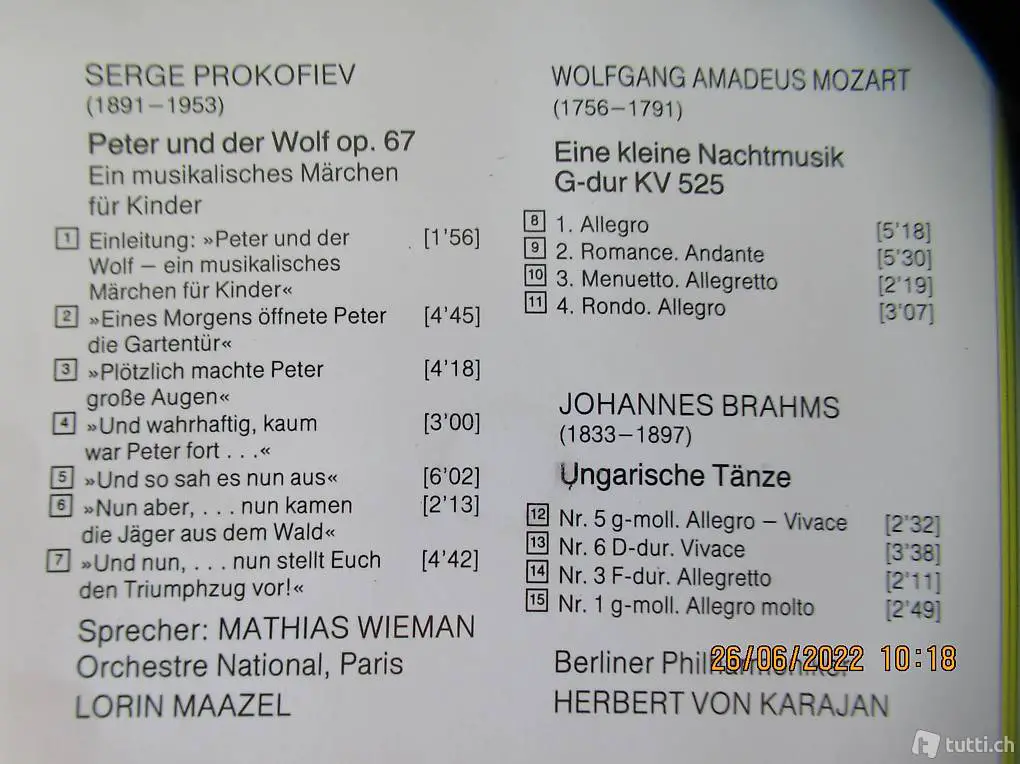 SERGE PROKOFIEV
(1891–1953)
Peter und der Wolf op. 67
Ein musikalisches Märchen
für Kinder
1 Einleitung: »Peter und der [1'56]
Wolf – ein musikalisches
Märchen für Kinder«
2 »Eines Morgens öffnete Peter [4'45]
die Gartentür«
3 »Plötzlich machte Peter [4'18]
große Augen«
4 »Und wahrhaftig, kaum [3'00]
war Peter fort . . .«
5 »Und so sah es nun aus« [6'02]
6 »Nun aber, . . . nun kamen [2'13]
die Jäger aus dem Wald«
7 »Und nun, . . . nun stellt Euch [4'42]
den Triumphzug vor!«
Sprecher: MATHIAS WIEMAN
Orchestre National, Paris
LORIN MAAZEL
WOLFGANG AMADEUS MOZART
(1756–1791)
Eine kleine Nachtmusik
G-dur KV 525
8 1. Allegro [5'18]
9 2. Romance. Andante [5'30]
10 3. Menuetto. Allegretto [2'19]
11 4. Rondo. Allegro [3'07]
JOHANNES BRAHMS
(1833–1897)
Ungarische Tänze
12 Nr. 5 g-moll. Allegro – Vivace [2'32]
13 Nr. 6 D-dur. Vivace [3'38]
14 Nr. 3 F-dur. Allegretto [2'11]
15 Nr. 1 g-moll. Allegro molto [2'49]
Berliner Philharmoniker
HERBERT VON KARAJAN
26/06/2022 10:18
tutti.ch